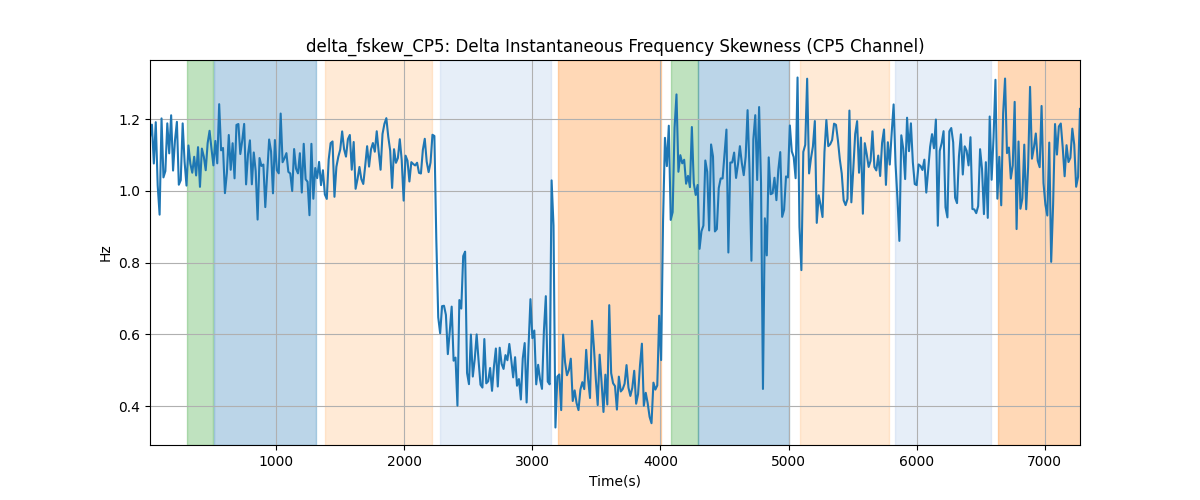 delta_fskew_CP5: Delta Instantaneous Frequency Skewness (CP5 Channel)
1.2
1.0
0.8
0.6
0.4
Hz
1000 2000 3000 4000 5000 6000 7000
Time(s)